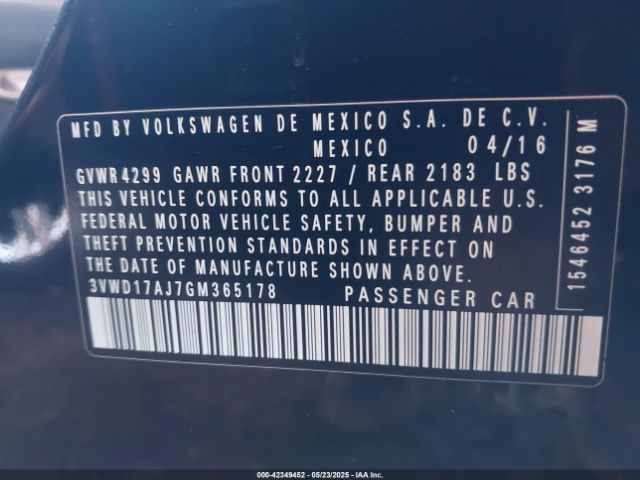 MFD BY VOLKSWAGEN DE MEXICO S.A. DE C.V.
MEXICO 04/16
GVWR 4299 GAWR FRONT 2227 / REAR 2183 LBS
THIS VEHICLE CONFORMS TO ALL APPLICABLE U.S.
FEDERAL MOTOR VEHICLE SAFETY, BUMPER AND
THEFT PREVENTION STANDARDS IN EFFECT ON
THE DATE OF MANUFACTURE SHOWN ABOVE.
3VWD17AJ7GM365178 PASSENGER CAR
1546452 3176 M
000-42349452 - 05/23/2025 - IAA Inc.